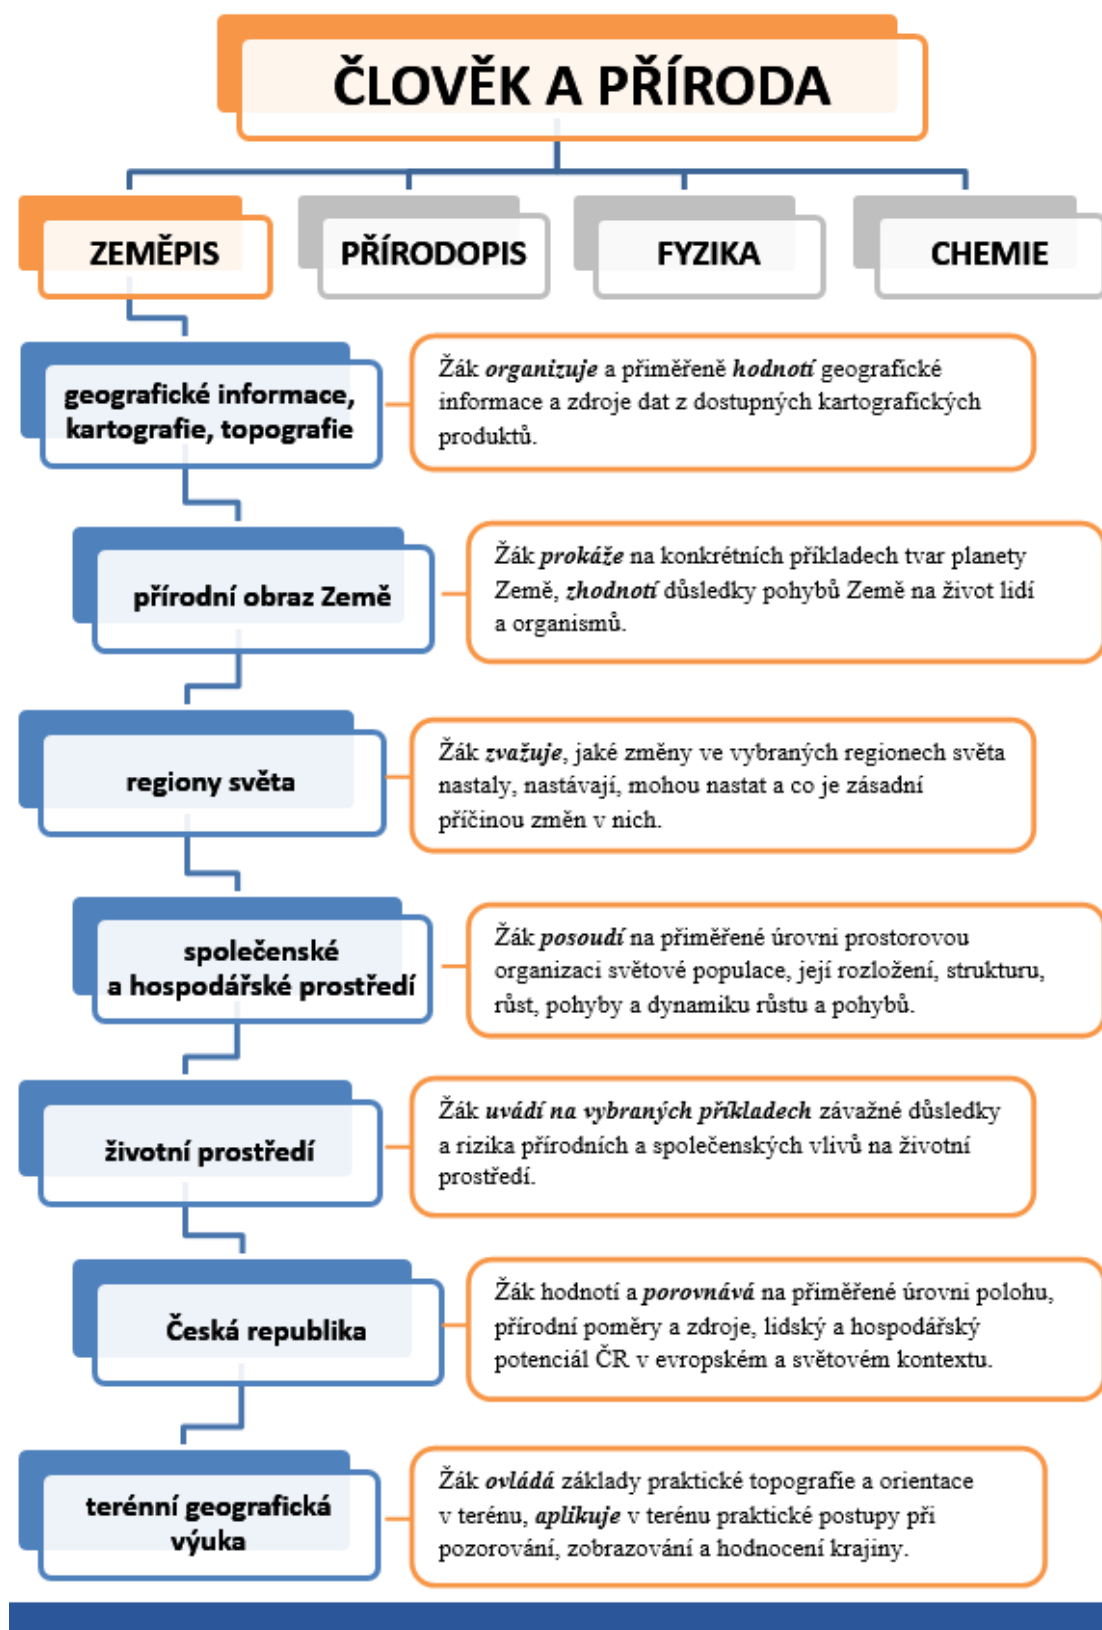 ČLOVĚK A PŘÍRODA
ZEMĚPIS
PŘÍRODOPIS
FYZIKA
CHEMIE
geografické informace,
kartografie, topografie
Žák organizuje a přiměřeně hodnotí geografické
informace a zdroje dat z dostupných kartografických
produktů.
přírodní obraz Země
Žák prokáže na konkrétních příkladech tvar planety
Země, zhodnotí důsledky pohybů Země na život lidí
a organismů.
regiony světa
Žák zvažuje, jaké změny ve vybraných regionech světa
nastaly, nastávají, mohou nastat a co je zásadní
příčinou změn v nich.
společenské
a hospodářské prostředí
Žák posoudí na přiměřené úrovni prostorovou
organizaci světové populace, její rozložení, strukturu,
růst, pohyby a dynamiku růstu a pohybů.
životní prostředí
Žák uvádí na vybraných příkladech závažné důsledky
a rizika přírodních a společenských vlivů na životní
prostředí.
Česká republika
Žák hodnotí a porovnává na přiměřené úrovni polohu,
přírodní poměry a zdroje, lidský a hospodářský
potenciál ČR v evropském a světovém kontextu.
terénní geografická
výuka
Žák ovládá základy praktické topografie a orientace
v terénu, aplikuje v terénu praktické postupy při
pozorování, zobrazování a hodnocení krajiny.